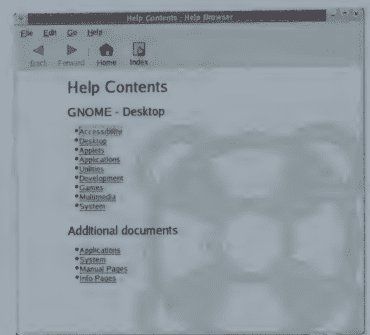 Help Contents - Help Browser
File Edit Go Help
Back Forward Home Index
Help Contents
GNOME - Desktop
Accessibility
Desktop
Applets
Applications
Utilities
Development
Games
Multimedia
System
Additional documents
Applications
System
Manual Pages
Info Pages